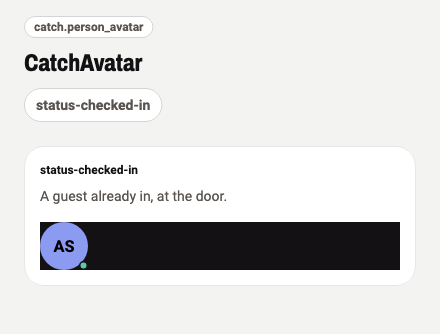 catch.person_avatar
CatchAvatar
status-checked-in
status-checked-in
A guest already in, at the door.
AS